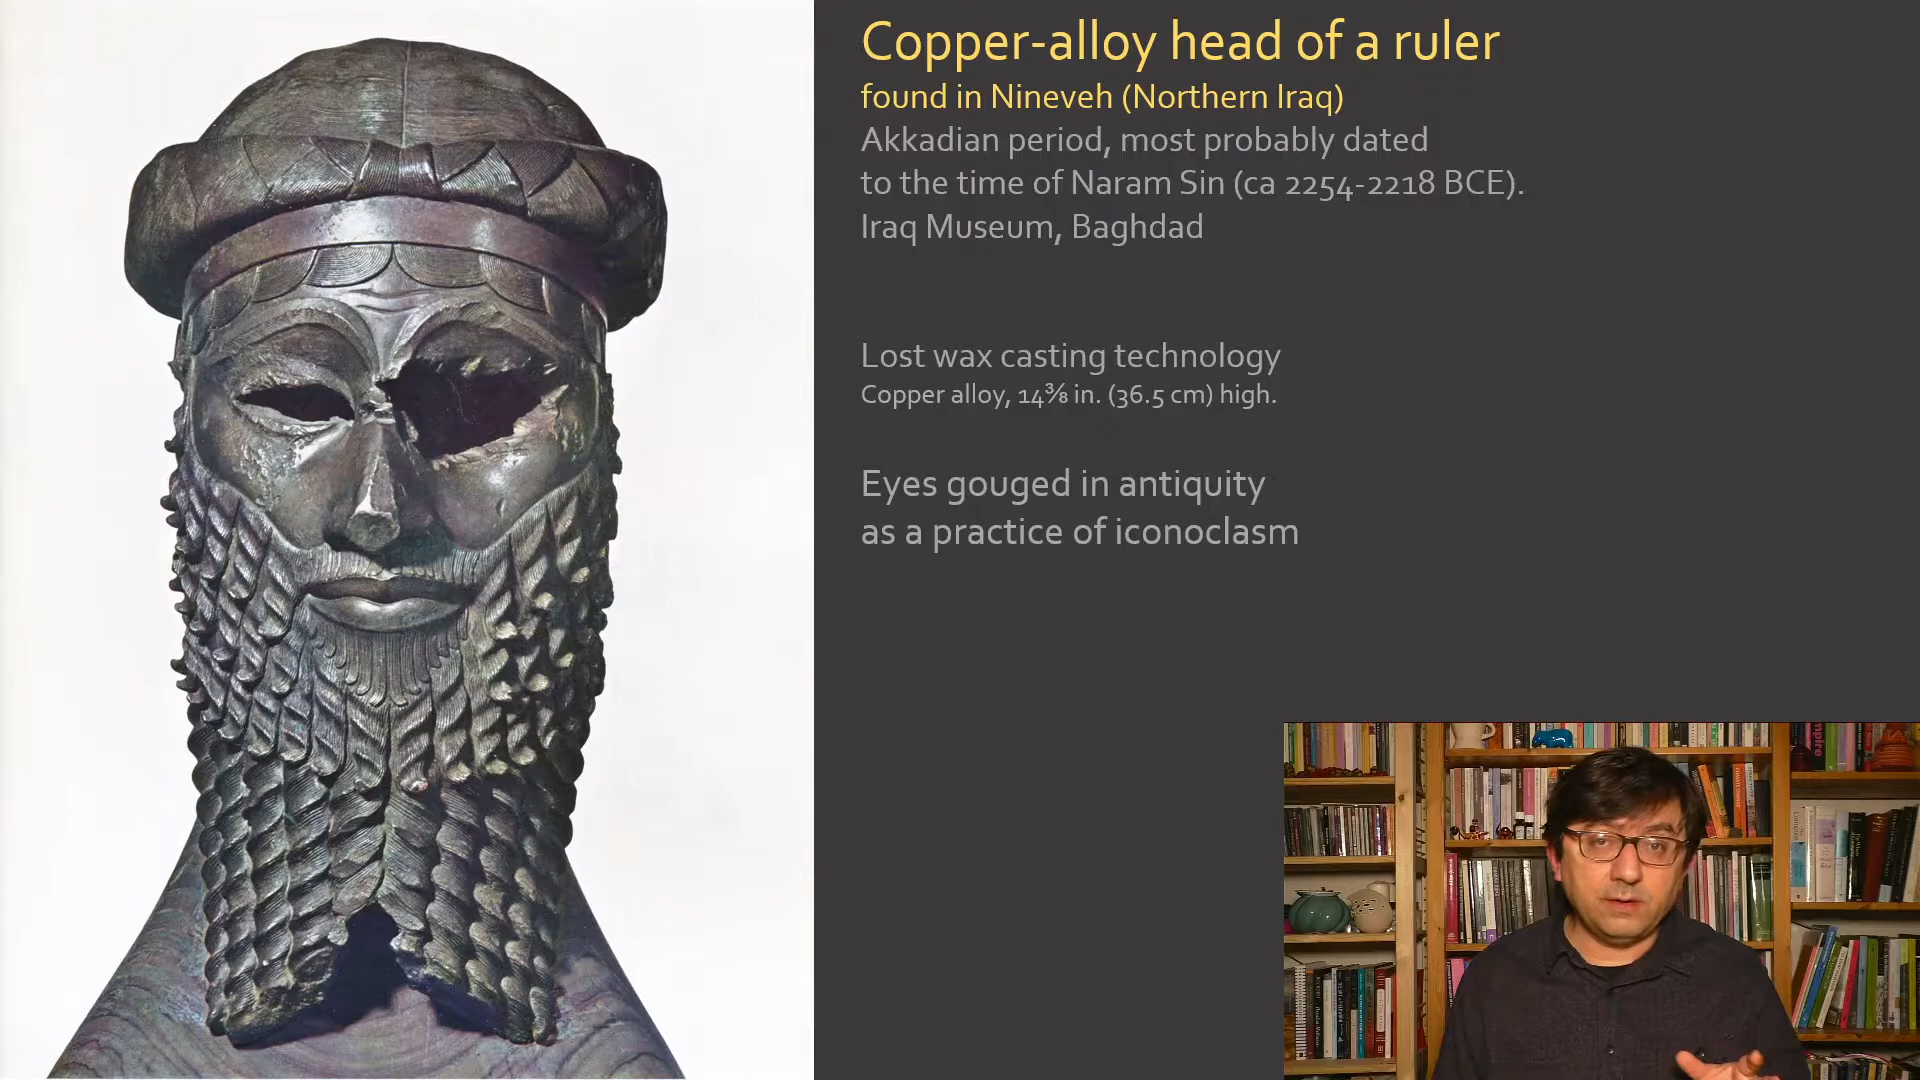 Copper-alloy head of a ruler
found in Nineveh (Northern Iraq)
Akkadian period, most probably dated
to the time of Naram Sin (ca 2254-2218 BCE).
Iraq Museum, Baghdad
Lost wax casting technology
Copper alloy, 14⅜ in. (36.5 cm) high.
Eyes gouged in antiquity
as a practice of iconoclasm